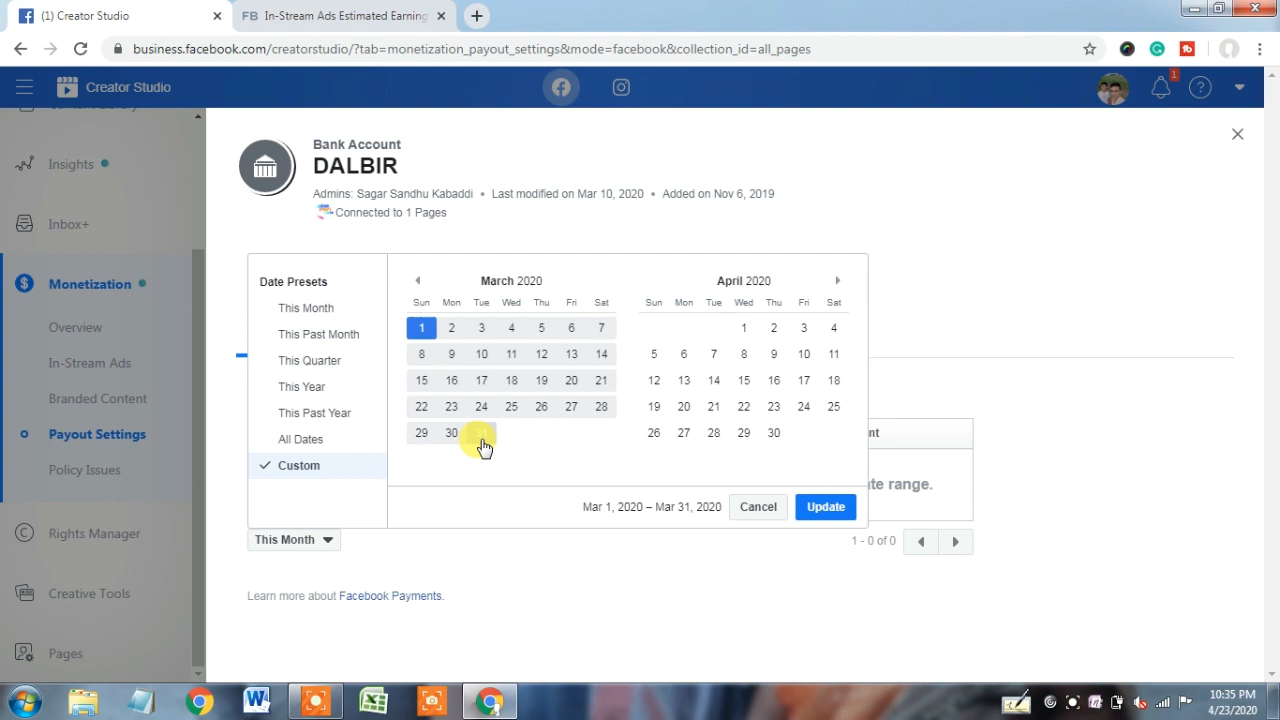 (1) Creator Studio
FB In-Stream Ads Estimated Earning
business.facebook.com/creatorstudio/?tab=monetization_payout_settings&mode=facebook&collection_id=all_pages
Creator Studio
1
Insights
Inbox+
Monetization
Overview
In-Stream Ads
Branded Content
Payout Settings
Policy Issues
Rights Manager
Creative Tools
Pages
Bank Account
DALBIR
Admins: Sagar Sandhu Kabaddi • Last modified on Mar 10, 2020 • Added on Nov 6, 2019
Connected to 1 Pages
Date Presets
This Month
This Past Month
This Quarter
This Year
This Past Year
All Dates
Custom
March 2020
Sun Mon Tue Wed Thu Fri Sat
1 2 3 4 5 6 7
8 9 10 11 12 13 14
15 16 17 18 19 20 21
22 23 24 25 26 27 28
29 30 31
April 2020
Sun Mon Tue Wed Thu Fri Sat
1 2 3 4
5 6 7 8 9 10 11
12 13 14 15 16 17 18
19 20 21 22 23 24 25
26 27 28 29 30
Mar 1, 2020 – Mar 31, 2020
Cancel
Update
nt
te range.
This Month
1 - 0 of 0
Learn more about Facebook Payments.
10:35 PM
4/23/2020